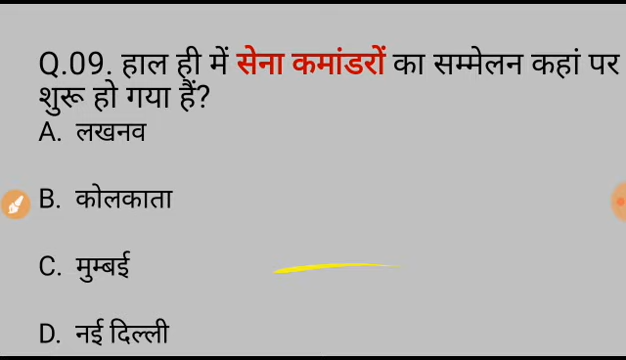 Q.09. हाल ही में सेना कमांडरों का सम्मेलन कहां पर
शुरू हो गया हैं?
A. लखनव
B. कोलकाता
C. मुम्बई
D. नई दिल्ली